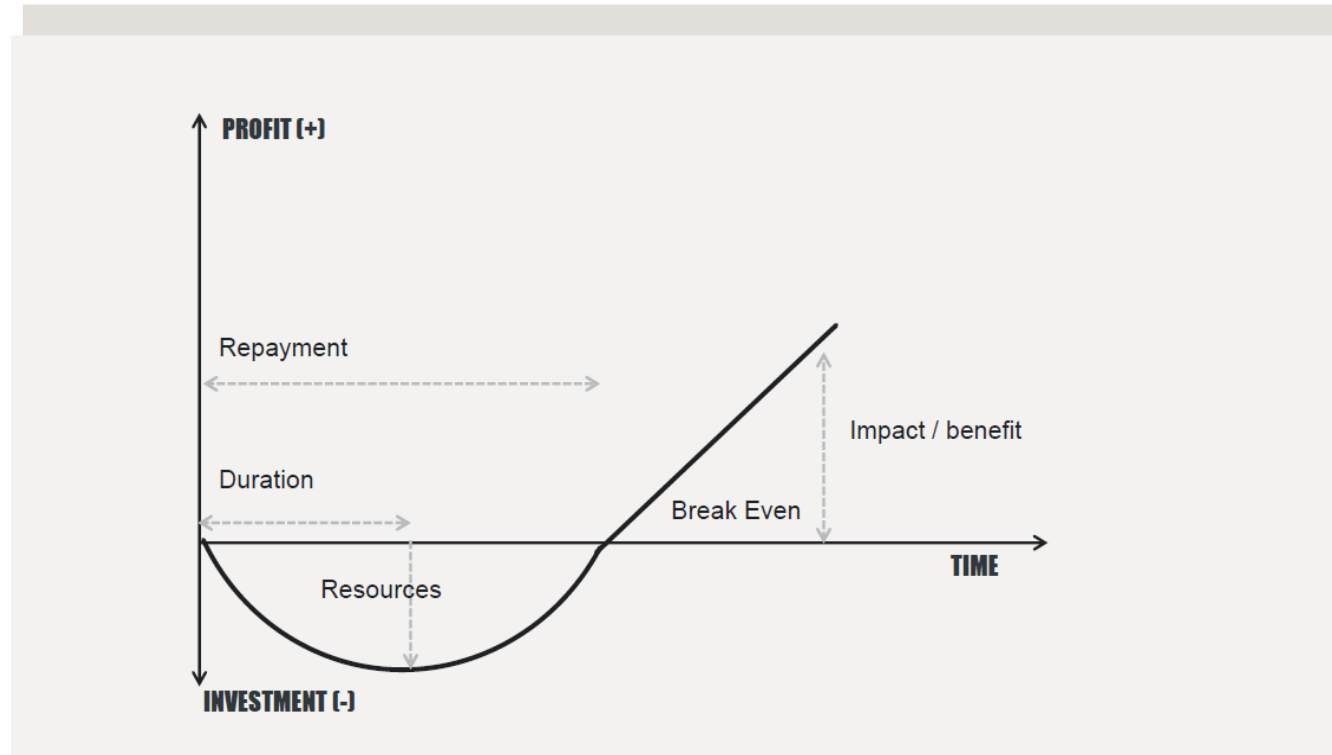 PROFIT (+)
Repayment
Duration
Impact / benefit
Break Even
TIME
Resources
INVESTMENT (-)